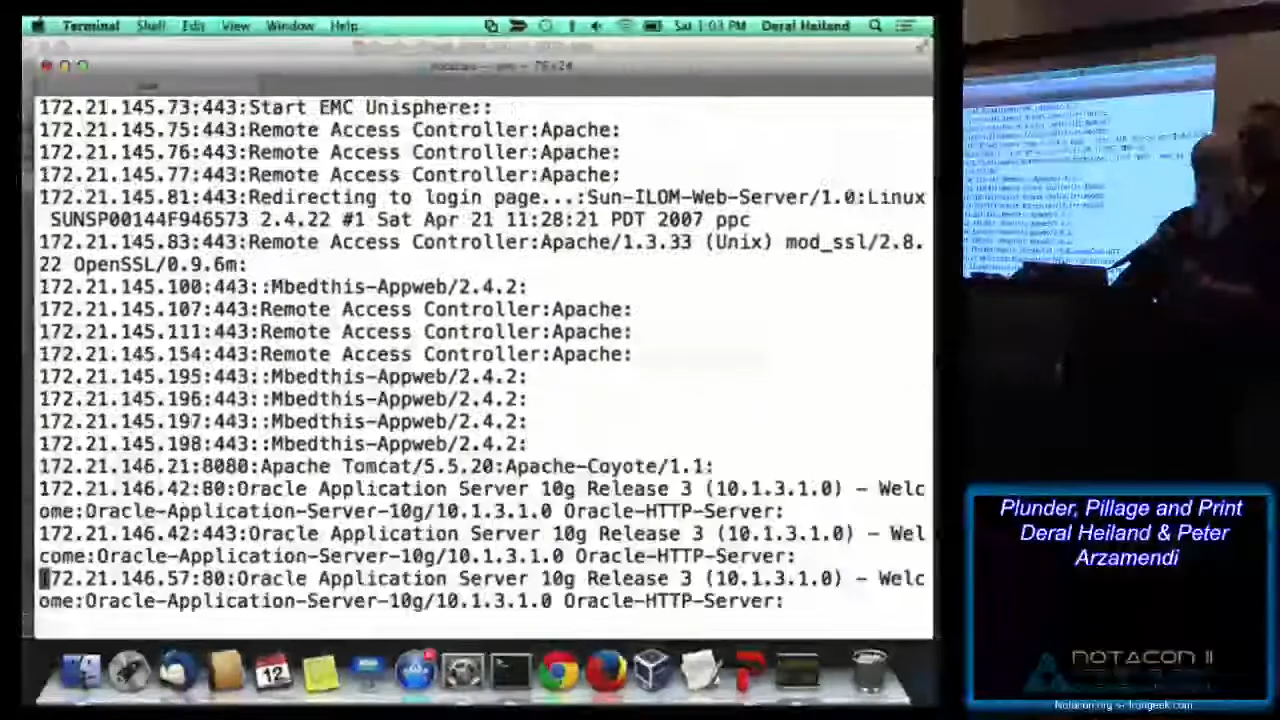 Terminal Shell Edit View Window Help Sat 1:03 PM Deral Heiland
172.21.145.73:443:Start EMC Unisphere::
172.21.145.75:443:Remote Access Controller:Apache:
172.21.145.76:443:Remote Access Controller:Apache:
172.21.145.77:443:Remote Access Controller:Apache:
172.21.145.81:443:Redirecting to login page...:Sun-ILOM-Web-Server/1.0:Linux
SUNSP00144F946573 2.4.22 #1 Sat Apr 21 11:28:21 PDT 2007 ppc
172.21.145.83:443:Remote Access Controller:Apache/1.3.33 (Unix) mod_ssl/2.8.
22 OpenSSL/0.9.6m:
172.21.145.100:443::Mbedthis-Appweb/2.4.2:
172.21.145.107:443:Remote Access Controller:Apache:
172.21.145.111:443:Remote Access Controller:Apache:
172.21.145.154:443:Remote Access Controller:Apache:
172.21.145.195:443::Mbedthis-Appweb/2.4.2:
172.21.145.196:443::Mbedthis-Appweb/2.4.2:
172.21.145.197:443::Mbedthis-Appweb/2.4.2:
172.21.145.198:443::Mbedthis-Appweb/2.4.2:
172.21.146.21:8080:Apache Tomcat/5.5.20:Apache-Coyote/1.1:
172.21.146.42:80:Oracle Application Server 10g Release 3 (10.1.3.1.0) – Welc
ome:Oracle-Application-Server-10g/10.1.3.1.0 Oracle-HTTP-Server:
172.21.146.42:443:Oracle Application Server 10g Release 3 (10.1.3.1.0) – Wel
come:Oracle-Application-Server-10g/10.1.3.1.0 Oracle-HTTP-Server:
172.21.146.57:80:Oracle Application Server 10g Release 3 (10.1.3.1.0) – Welc
ome:Oracle-Application-Server-10g/10.1.3.1.0 Oracle-HTTP-Server:
12
Plunder, Pillage and Print
Deral Heiland & Peter
Arzamendi
NOTACON 11